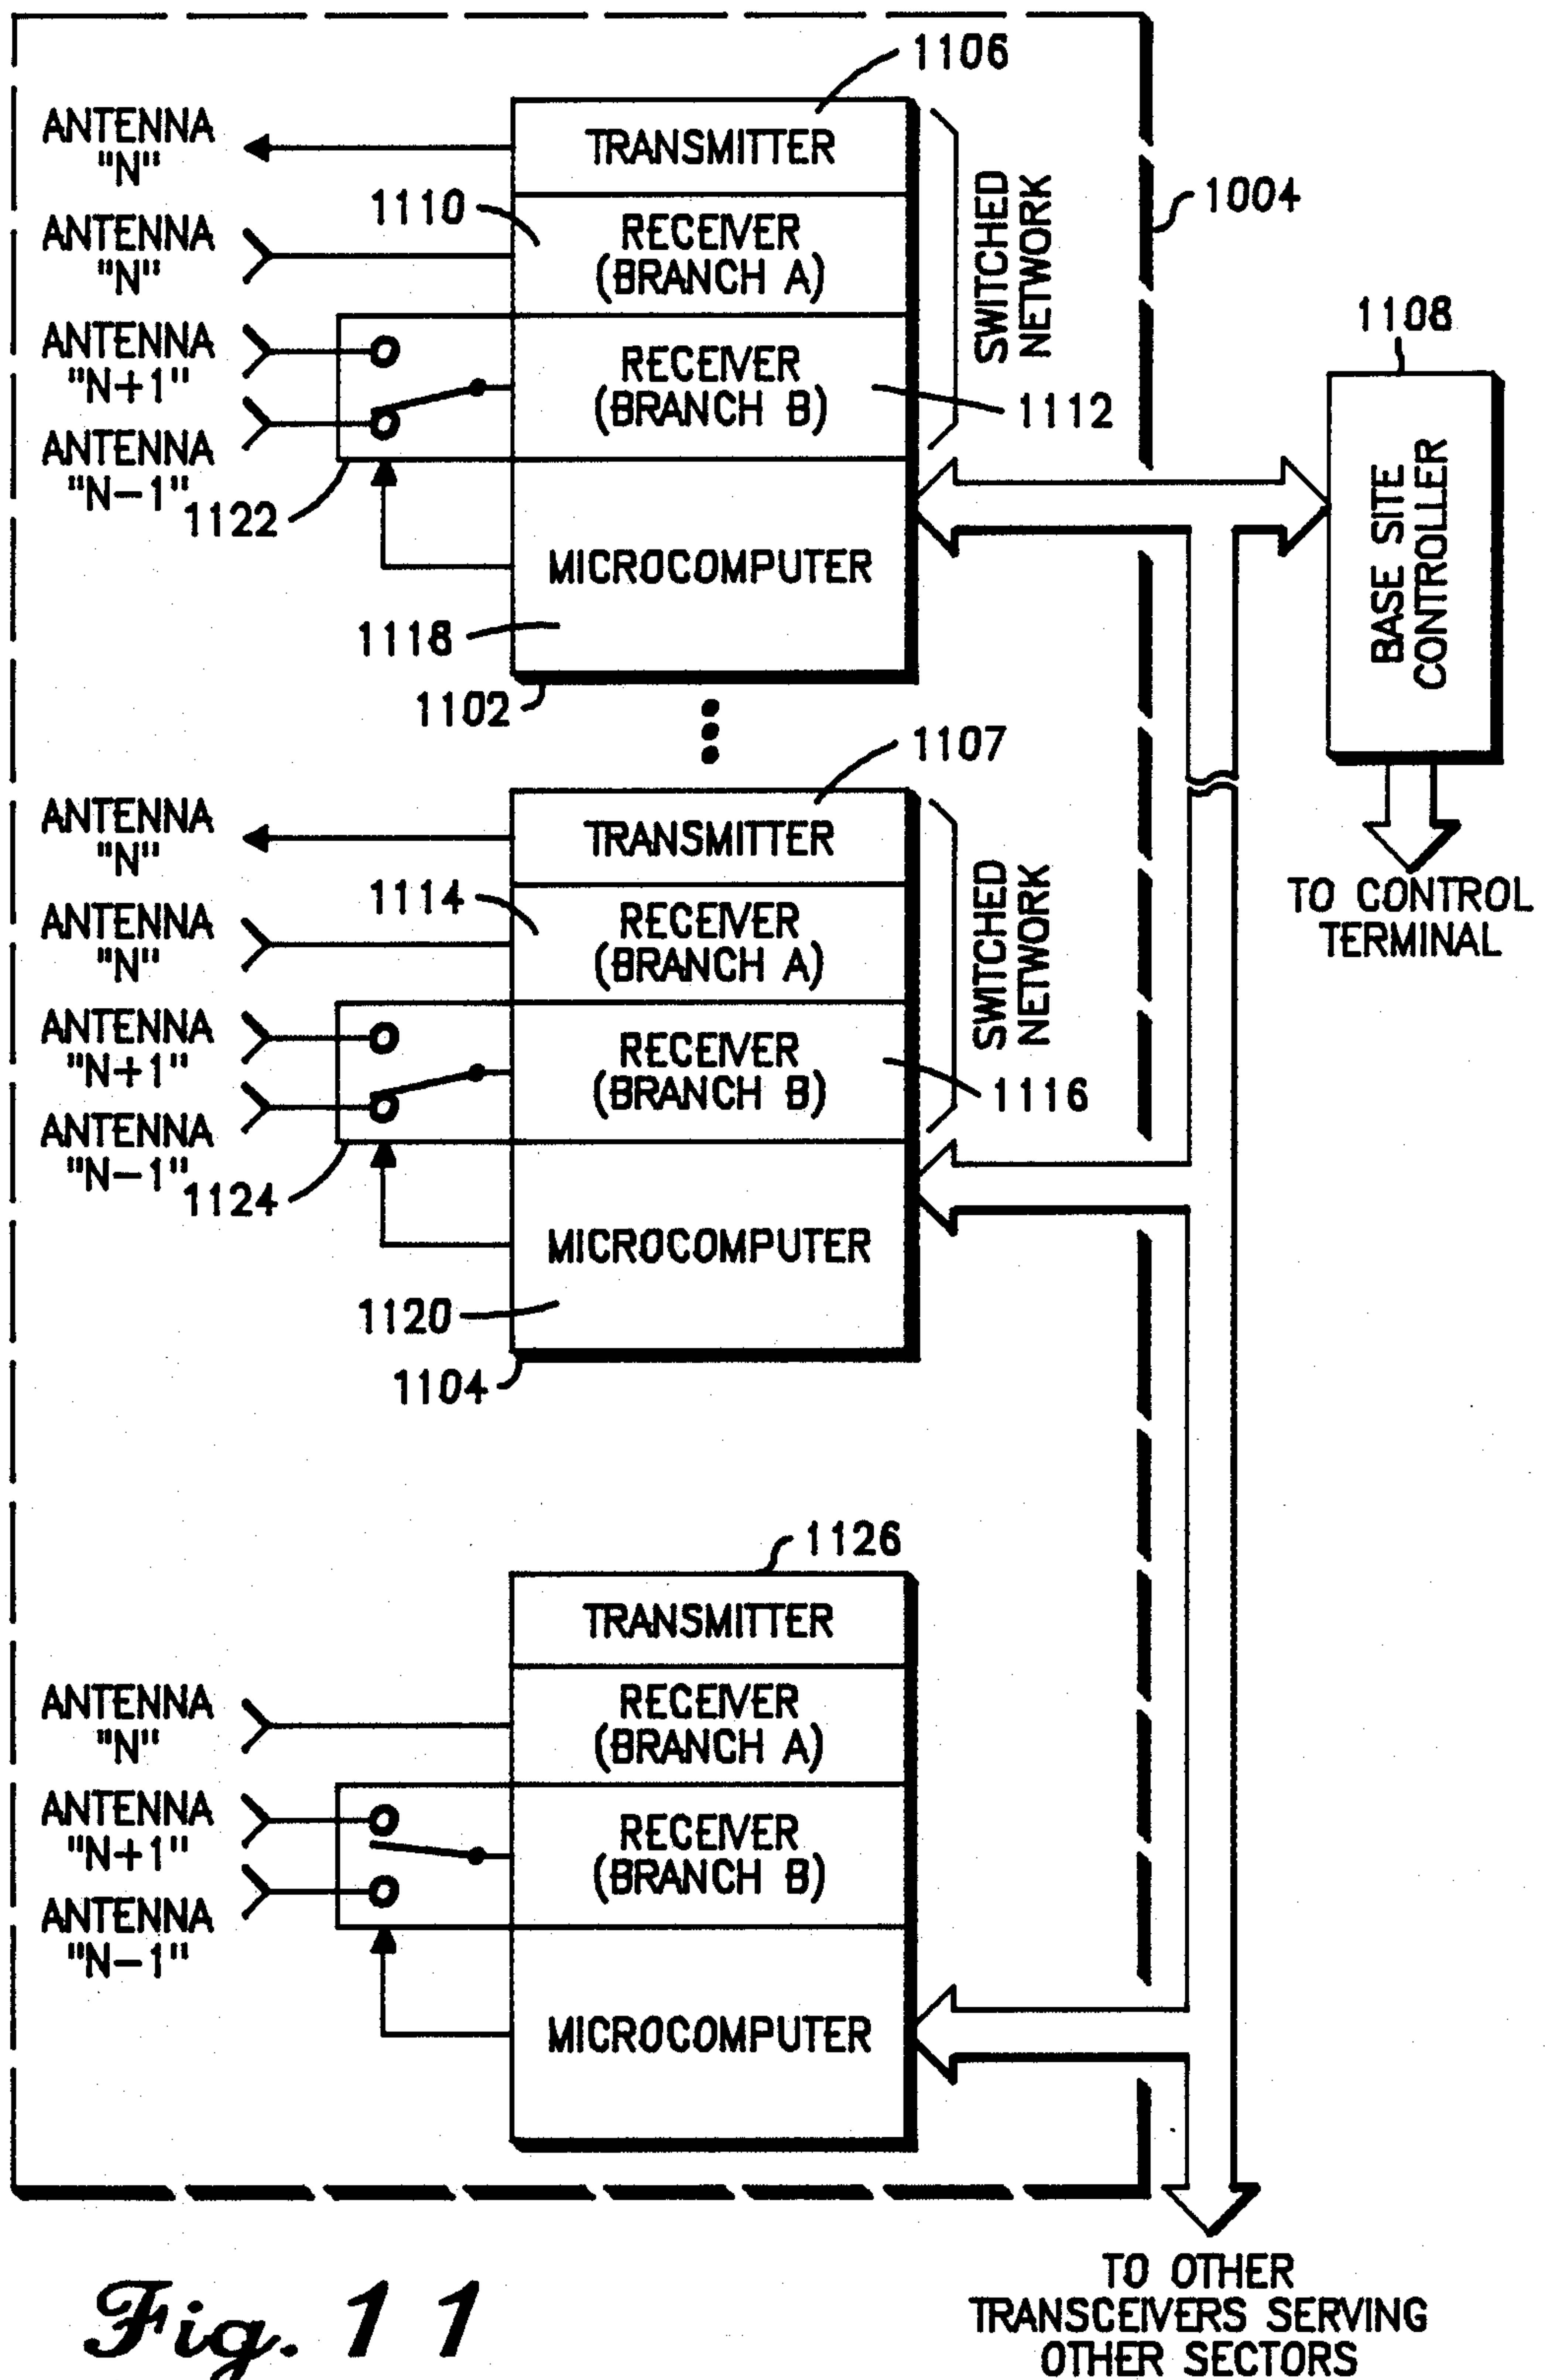 1106
ANTENNA
"N"
TRANSMITTER
1004
1110
ANTENNA
"N"
RECEIVER
(BRANCH A)
SWITCHED
NETWORK
1108
ANTENNA
"N+1"
RECEIVER
(BRANCH B)
1112
ANTENNA
"N-1"
1122
BASE SITE
CONTROLLER
MICROCOMPUTER
1118
1102
1107
ANTENNA
"N"
TRANSMITTER
TO CONTROL
TERMINAL
1114
ANTENNA
"N"
RECEIVER
(BRANCH A)
SWITCHED
NETWORK
ANTENNA
"N+1"
RECEIVER
(BRANCH B)
1116
ANTENNA
"N-1"
1124
MICROCOMPUTER
1120
1104
1126
TRANSMITTER
ANTENNA
"N"
RECEIVER
(BRANCH A)
ANTENNA
"N+1"
RECEIVER
(BRANCH B)
ANTENNA
"N-1"
MICROCOMPUTER
TO OTHER
TRANSCEIVERS SERVING
OTHER SECTORS
Fig. 11